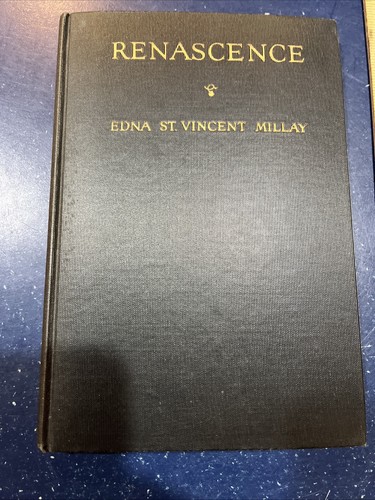 RENASCENCE
EDNA ST. VINCENT MILLAY